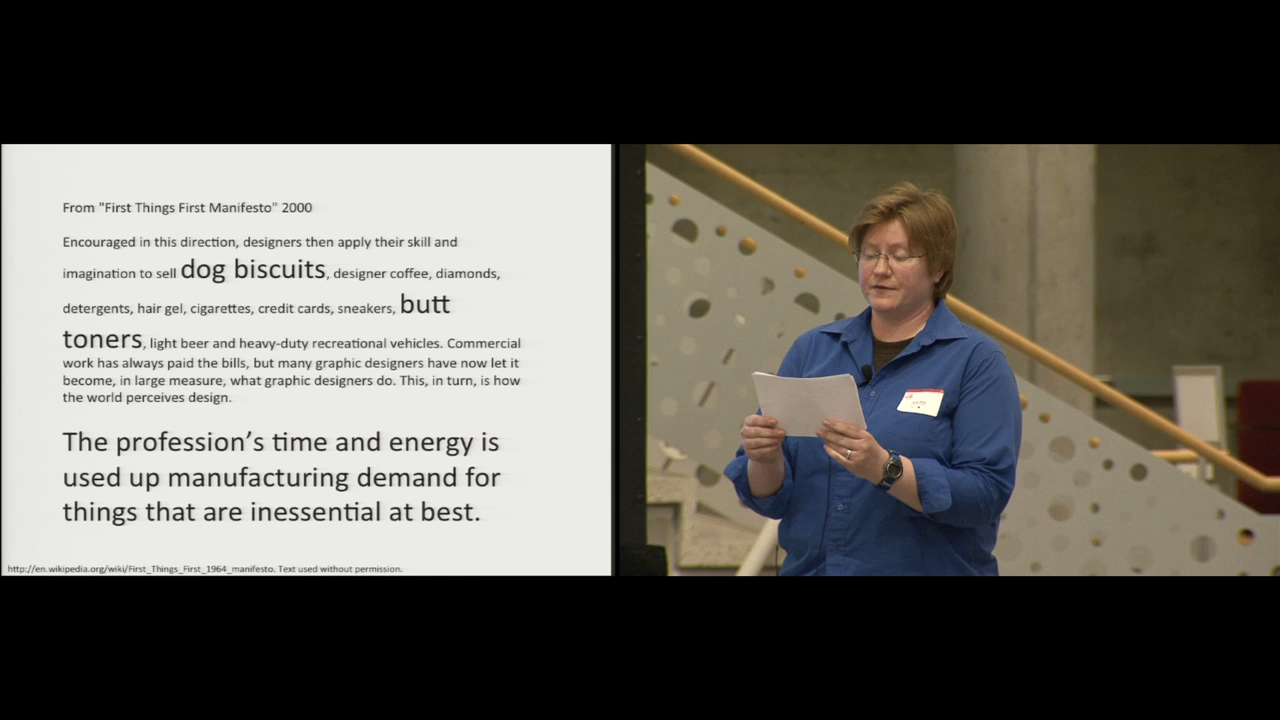 From "First Things First Manifesto" 2000
Encouraged in this direction, designers then apply their skill and
imagination to sell dog biscuits, designer coffee, diamonds,
detergents, hair gel, cigarettes, credit cards, sneakers, butt
toners, light beer and heavy-duty recreational vehicles. Commercial
work has always paid the bills, but many graphic designers have now let it
become, in large measure, what graphic designers do. This, in turn, is how
the world perceives design.
The profession’s time and energy is
used up manufacturing demand for
things that are inessential at best.
http://en.wikipedia.org/wiki/First_Things_First_1964_manifesto. Text used without permission.